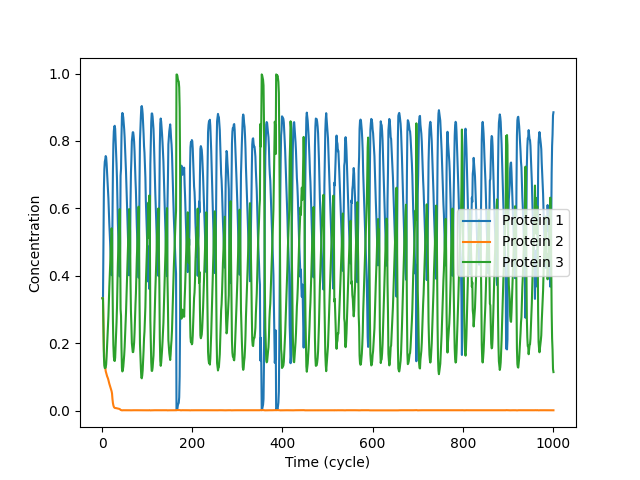 1.0
0.8
0.6
0.4
0.2
0.0
Concentration
Protein 1
Protein 2
Protein 3
0 200 400 600 800 1000
Time (cycle)